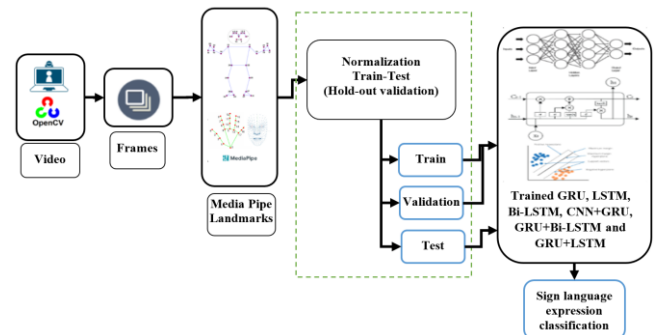 OpenCV
Video
Frames
MediaPipe
Media Pipe
Landmarks
Normalization
Train-Test
(Hold-out validation)
Train
Validation
Test
Trained GRU, LSTM,
Bi-LSTM, CNN+GRU,
GRU+Bi-LSTM and
GRU+LSTM
Sign language
expression
classification